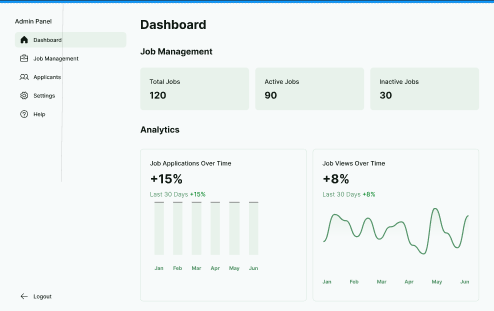 Admin Panel
Dashboard
Job Management
Applicants
Settings
Help
Logout
Dashboard
Job Management
Total Jobs
120
Active Jobs
90
Inactive Jobs
30
Analytics
Job Applications Over Time
+15%
Last 30 Days +15%
Jan Feb Mar Apr May Jun
Job Views Over Time
+8%
Last 30 Days +8%
Jan Feb Mar Apr May Jun